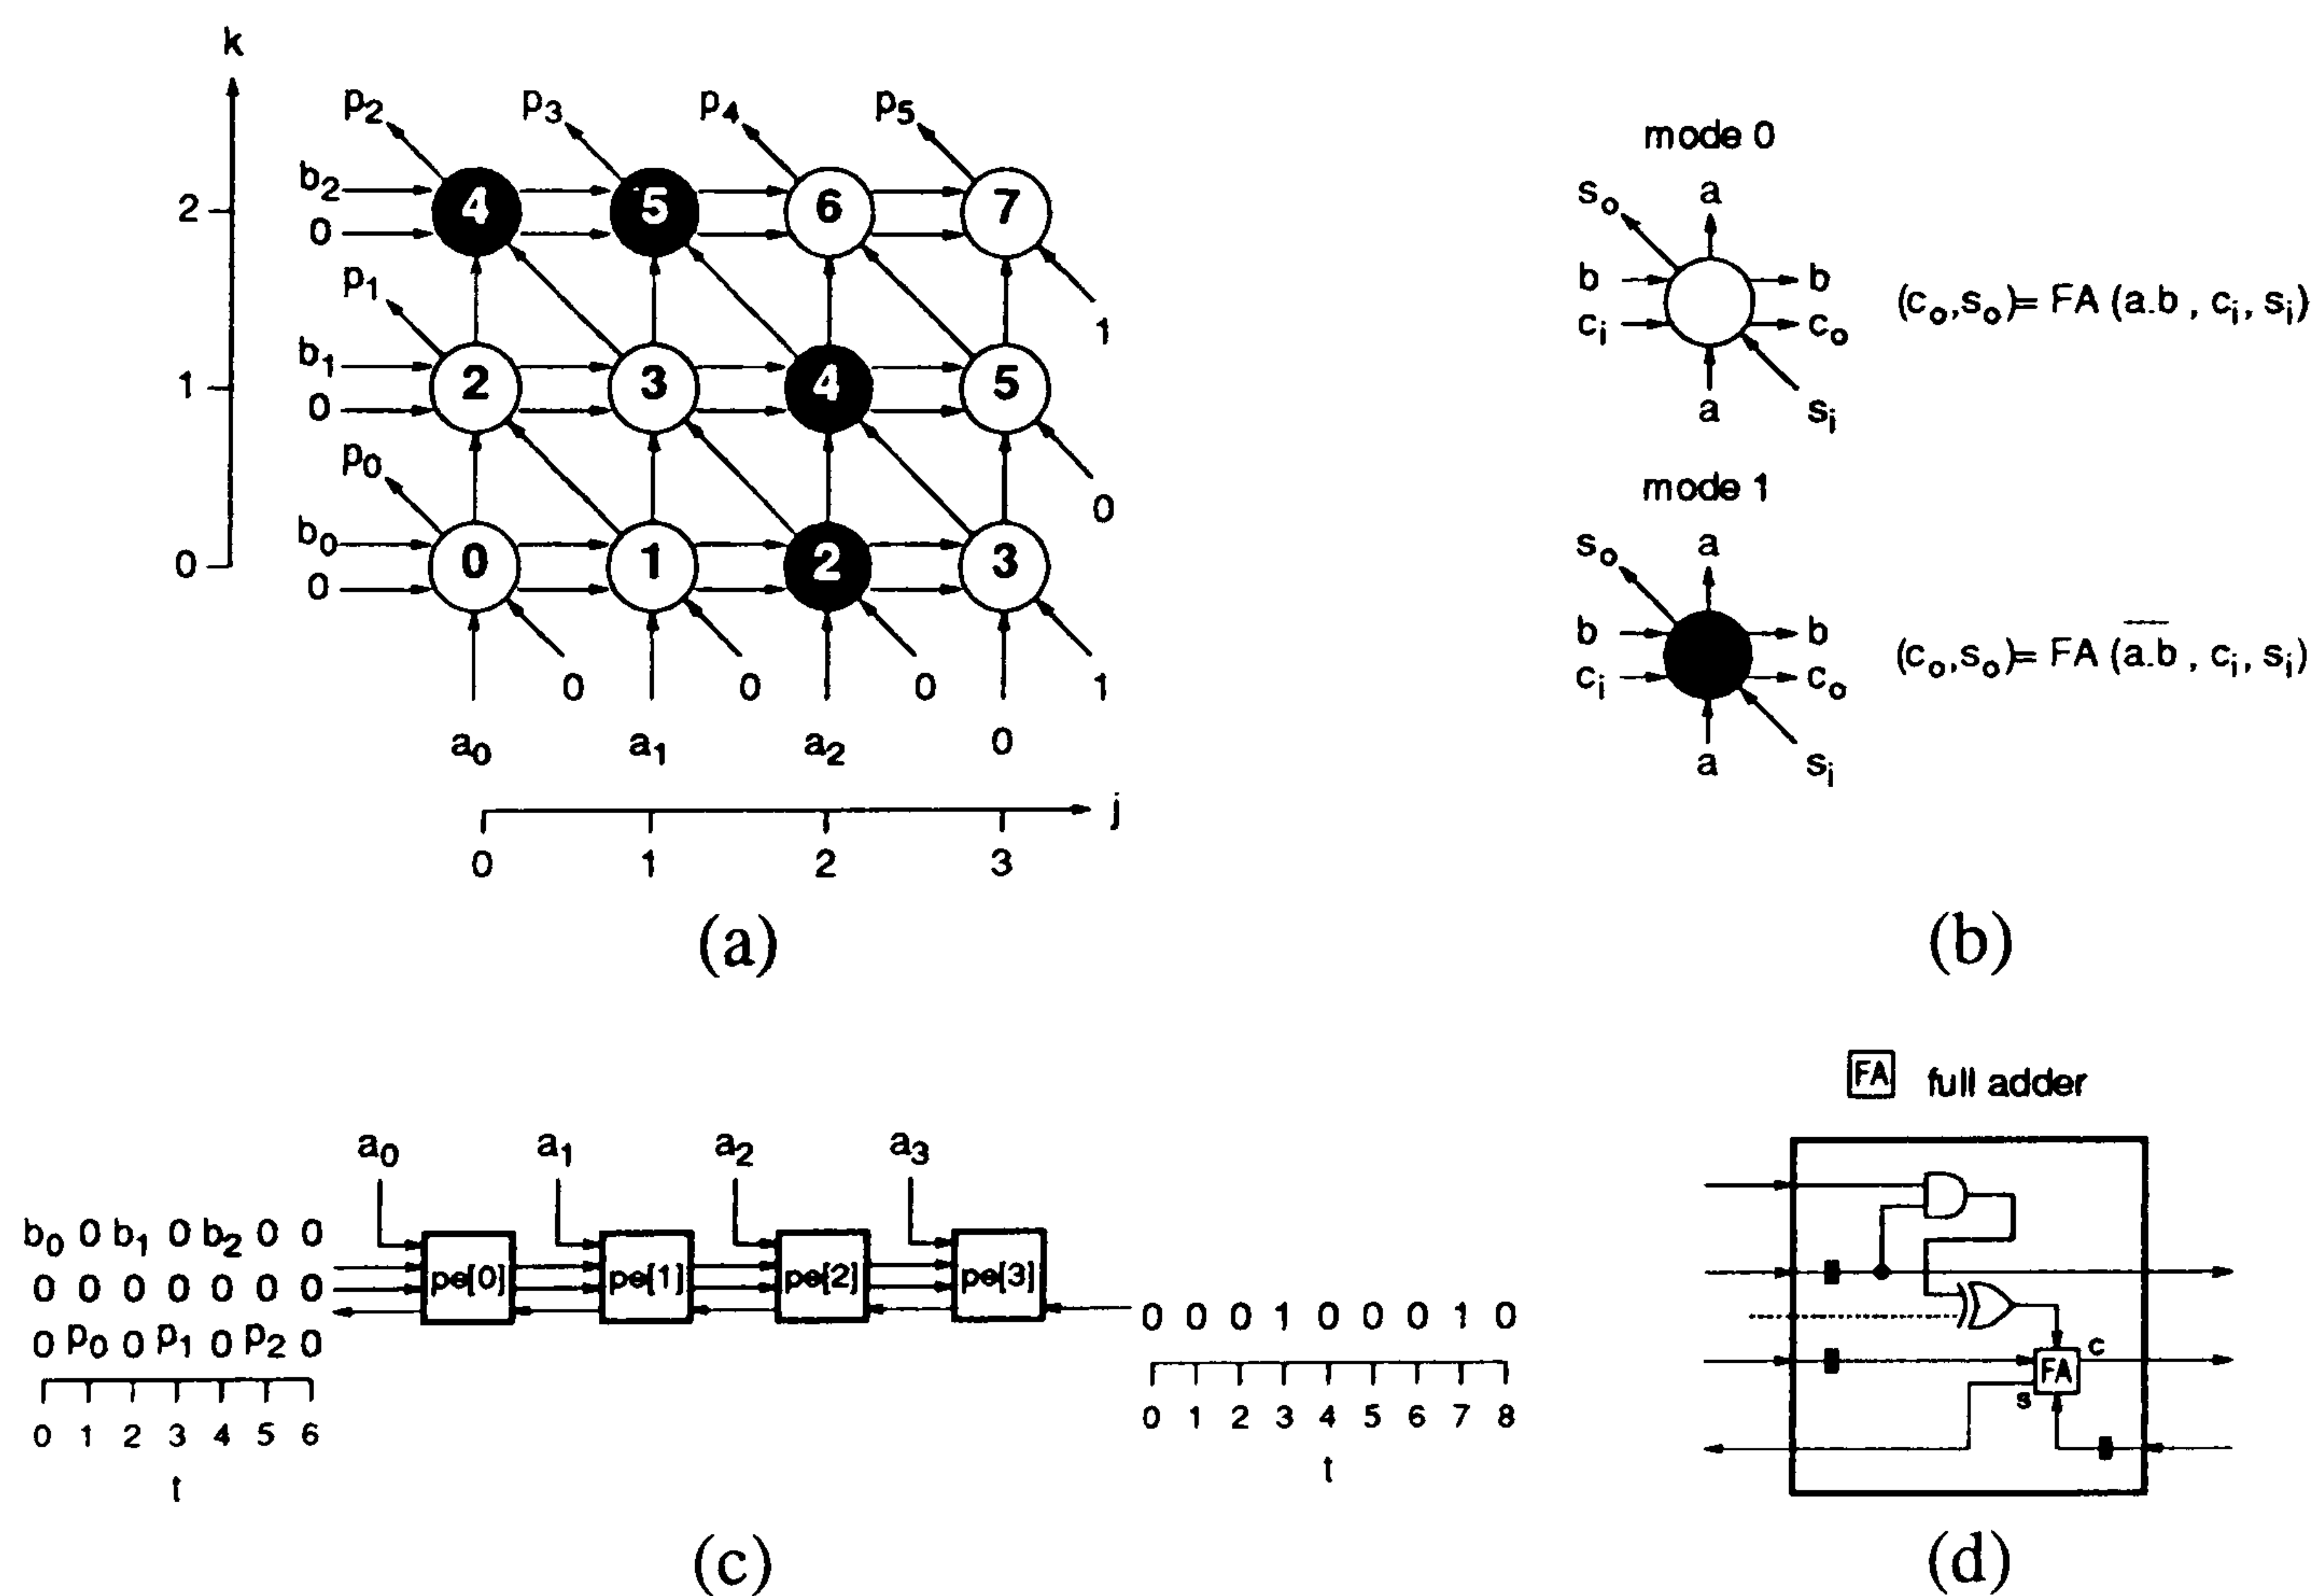 k
p2 p3 p4 p5
b2 4 5 6 7
2
0
p1 1
b1 2 3 4 5
1
0
p0 0
b0 0 1 2 3
0
0
0 0 0 1
a0 a1 a2 0
j
0 1 2 3
(a)
mode 0
so a
b b (co,so)= FA (a.b , ci, si)
ci co
a si
mode 1
so a
b b (co,so)= FA (a̅.̅b̅ , ci, si)
ci co
a si
(b)
a0 a1 a2 a3
b0 0 b1 0 b2 0 0
pe[0] pe[1] pe[2] pe[3]
0 0 0 0 0 0 0
0 p0 0 p1 0 p2 0
0 0 0 1 0 0 0 1 0
0 1 2 3 4 5 6
0 1 2 3 4 5 6 7 8
t
t
(c)
FA full adder
c
FA
s
(d)